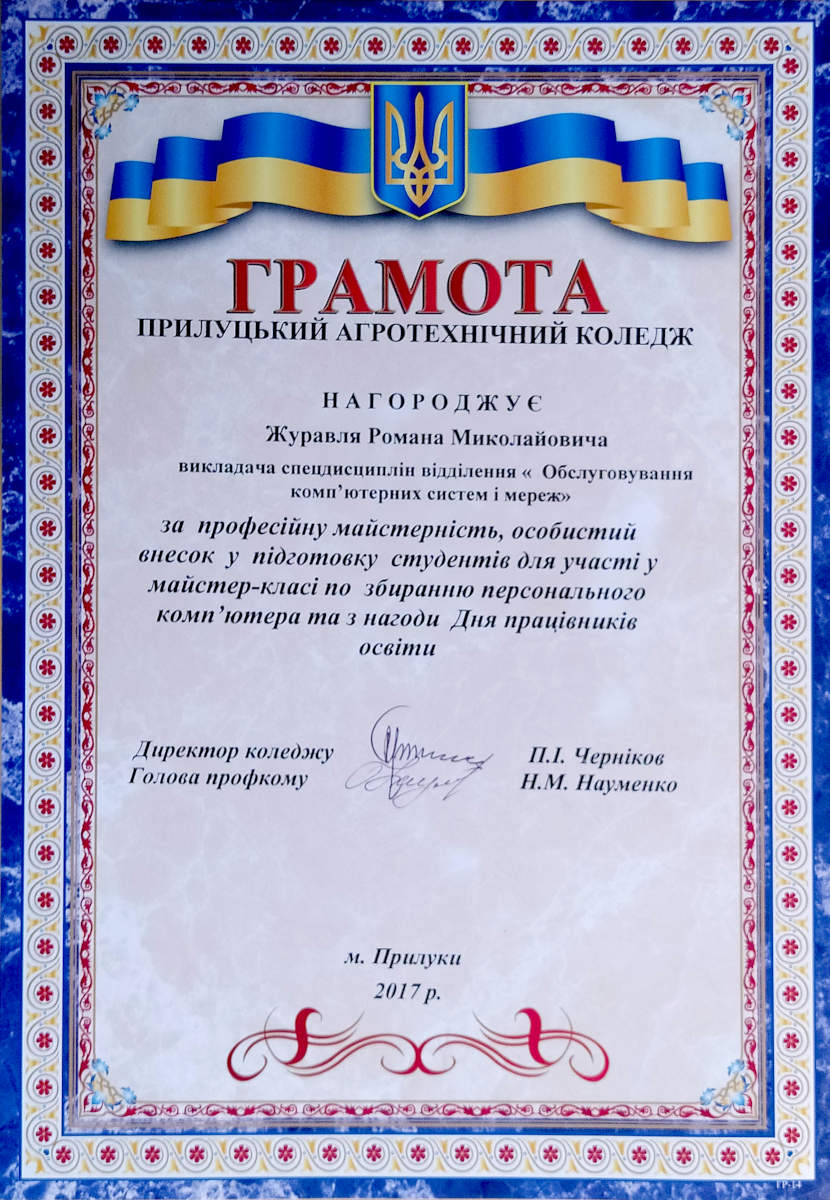 ГРАМОТА
ПРИЛУЦЬКИЙ АГРОТЕХНІЧНИЙ КОЛЕДЖ
НАГОРОДЖУЄ
Журавля Романа Миколайовича
викладача спецдисциплін відділення « Обслуговування
комп’ютерних систем і мереж»
за професійну майстерність, особистий
внесок у підготовку студентів для участі у
майстер-класі по збиранню персонального
комп’ютера та з нагоди Дня працівників
освіти
Директор коледжу П.І. Черніков
Голова профкому Н.М. Науменко
м. Прилуки
2017 р.
ГР-14